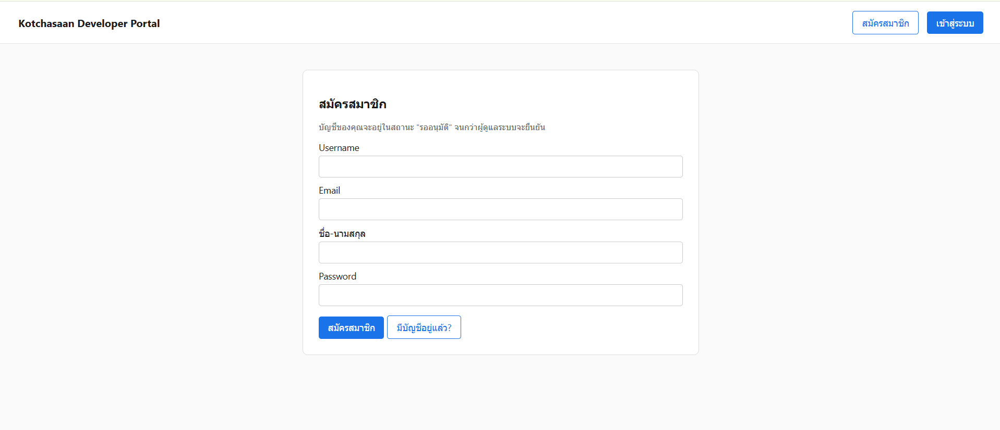 Kotchasaan Developer Portal
สมัครสมาชิก
เข้าสู่ระบบ
สมัครสมาชิก
บัญชีของคุณจะอยู่ในสถานะ "รออนุมัติ" จนกว่าผู้ดูแลระบบจะยืนยัน
Username
Email
ชื่อ-นามสกุล
Password
สมัครสมาชิก
มีบัญชีอยู่แล้ว?